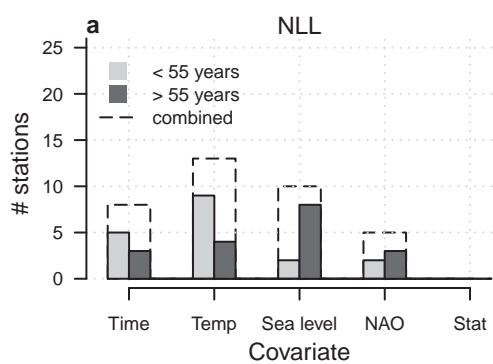 a
NLL
< 55 years
> 55 years
combined
# stations
25
20
15
10
5
0
Time Temp Sea level NAO Stat
Covariate